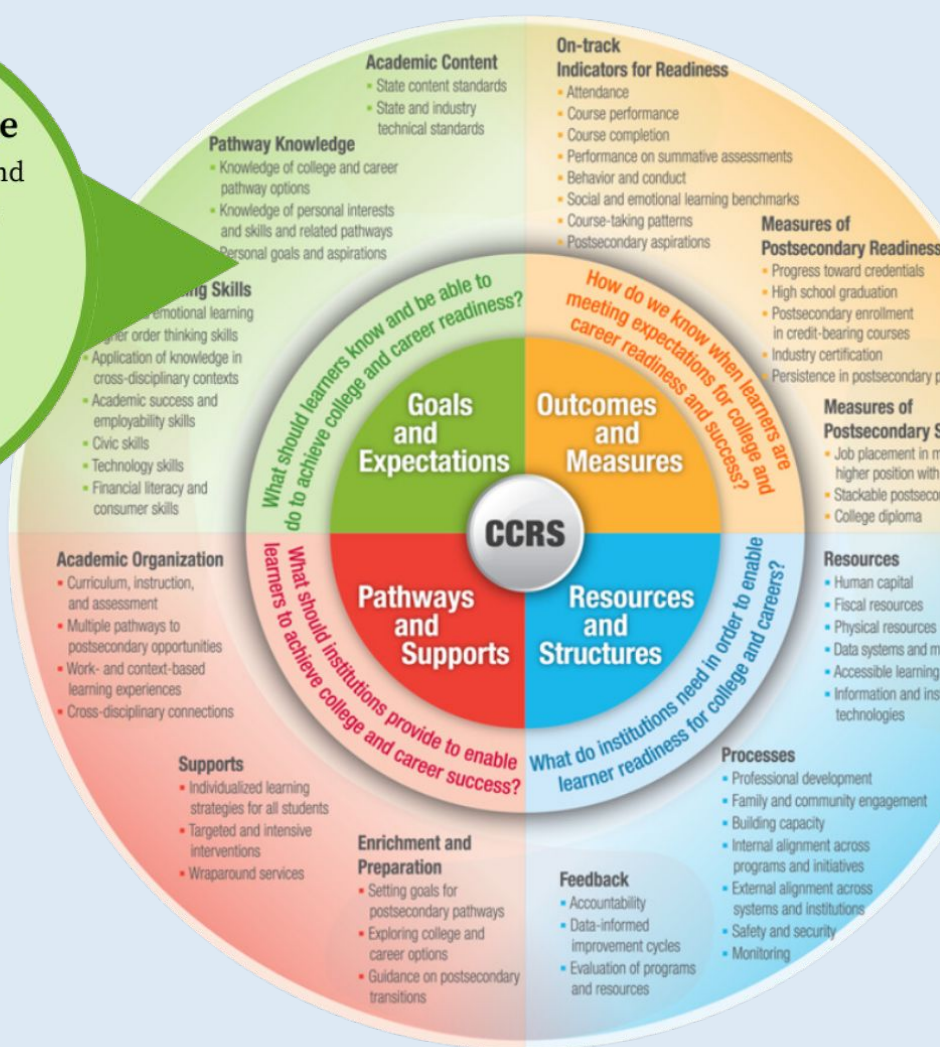 e
nd
Academic Content
State content standards
State and industry
technical standards
Pathway Knowledge
Knowledge of college and career
pathway options
Knowledge of personal interests
and skills and related pathways
Personal goals and aspirations
ng Skills
emotional learning
order thinking skills
Application of knowledge in
cross-disciplinary contexts
Academic success and
employability skills
Civic skills
Technology skills
Financial literacy and
consumer skills
On-track
Indicators for Readiness
Attendance
Course performance
Course completion
Performance on summative assessments
Behavior and conduct
Social and emotional learning benchmarks
Course-taking patterns
Postsecondary aspirations
Measures of
Postsecondary Readiness
Progress toward credentials
High school graduation
Postsecondary enrollment
in credit-bearing courses
Industry certification
Persistence in postsecondary p
Measures of
Postsecondary S
Job placement in m
higher position with
Stackable postsecon
College diploma
What should learners know and be able to
do to achieve college and career readiness?
How do we know when learners are
meeting expectations for college and
career readiness and success?
Goals
and
Expectations
Outcomes
and
Measures
CCRS
Pathways
and
Supports
Resources
and
Structures
What should institutions provide to enable
learners to achieve college and career success?
What do institutions need in order to enable
learner readiness for college and careers?
Academic Organization
Curriculum, instruction,
and assessment
Multiple pathways to
postsecondary opportunities
Work- and context-based
learning experiences
Cross-disciplinary connections
Supports
Individualized learning
strategies for all students
Targeted and intensive
interventions
Wraparound services
Enrichment and
Preparation
Setting goals for
postsecondary pathways
Exploring college and
career options
Guidance on postsecondary
transitions
Resources
Human capital
Fiscal resources
Physical resources
Data systems and m
Accessible learning
Information and ins
technologies
Processes
Professional development
Family and community engagement
Building capacity
Internal alignment across
programs and initiatives
External alignment across
systems and institutions
Safety and security
Monitoring
Feedback
Accountability
Data-informed
improvement cycles
Evaluation of programs
and resources